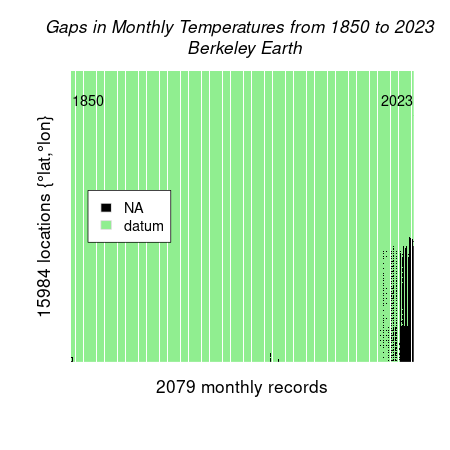 Gaps in Monthly Temperatures from 1850 to 2023
Berkeley Earth
1850
2023
15984 locations {°lat,°lon}
NA
datum
2079 monthly records